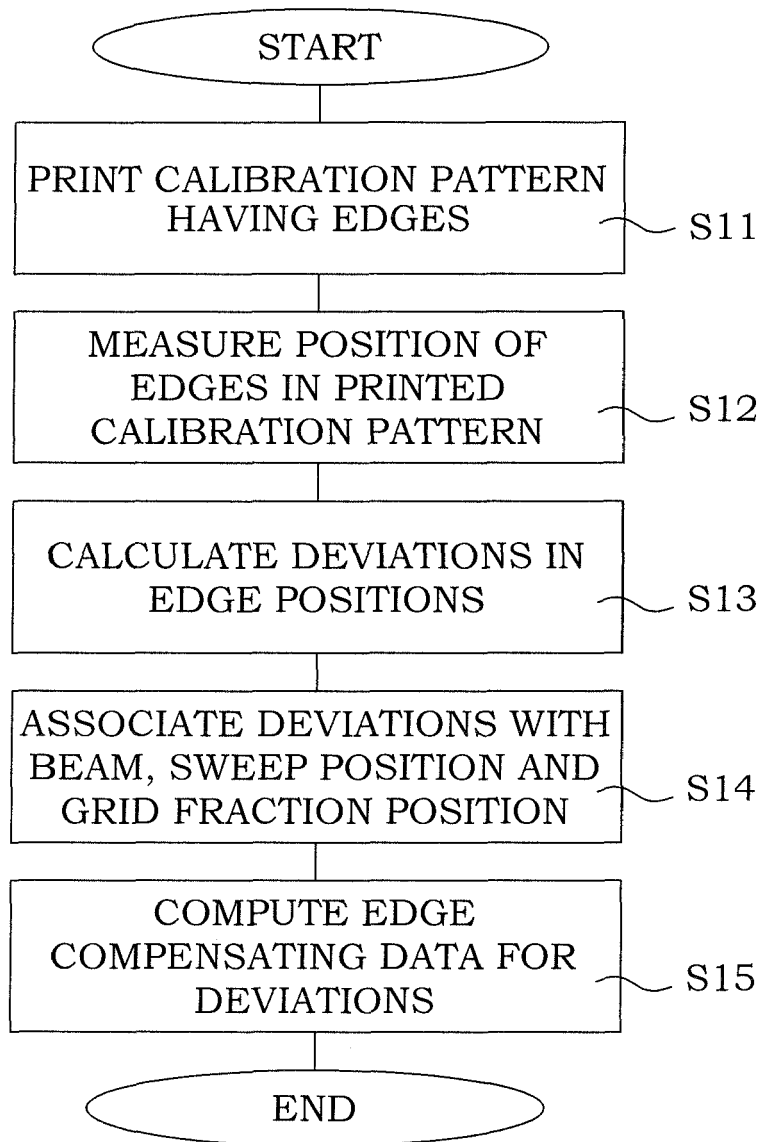 START
PRINT CALIBRATION PATTERN
HAVING EDGES
S11
MEASURE POSITION OF
EDGES IN PRINTED
CALIBRATION PATTERN
S12
CALCULATE DEVIATIONS IN
EDGE POSITIONS
S13
ASSOCIATE DEVIATIONS WITH
BEAM, SWEEP POSITION AND
GRID FRACTION POSITION
S14
COMPUTE EDGE
COMPENSATING DATA FOR
DEVIATIONS
S15
END